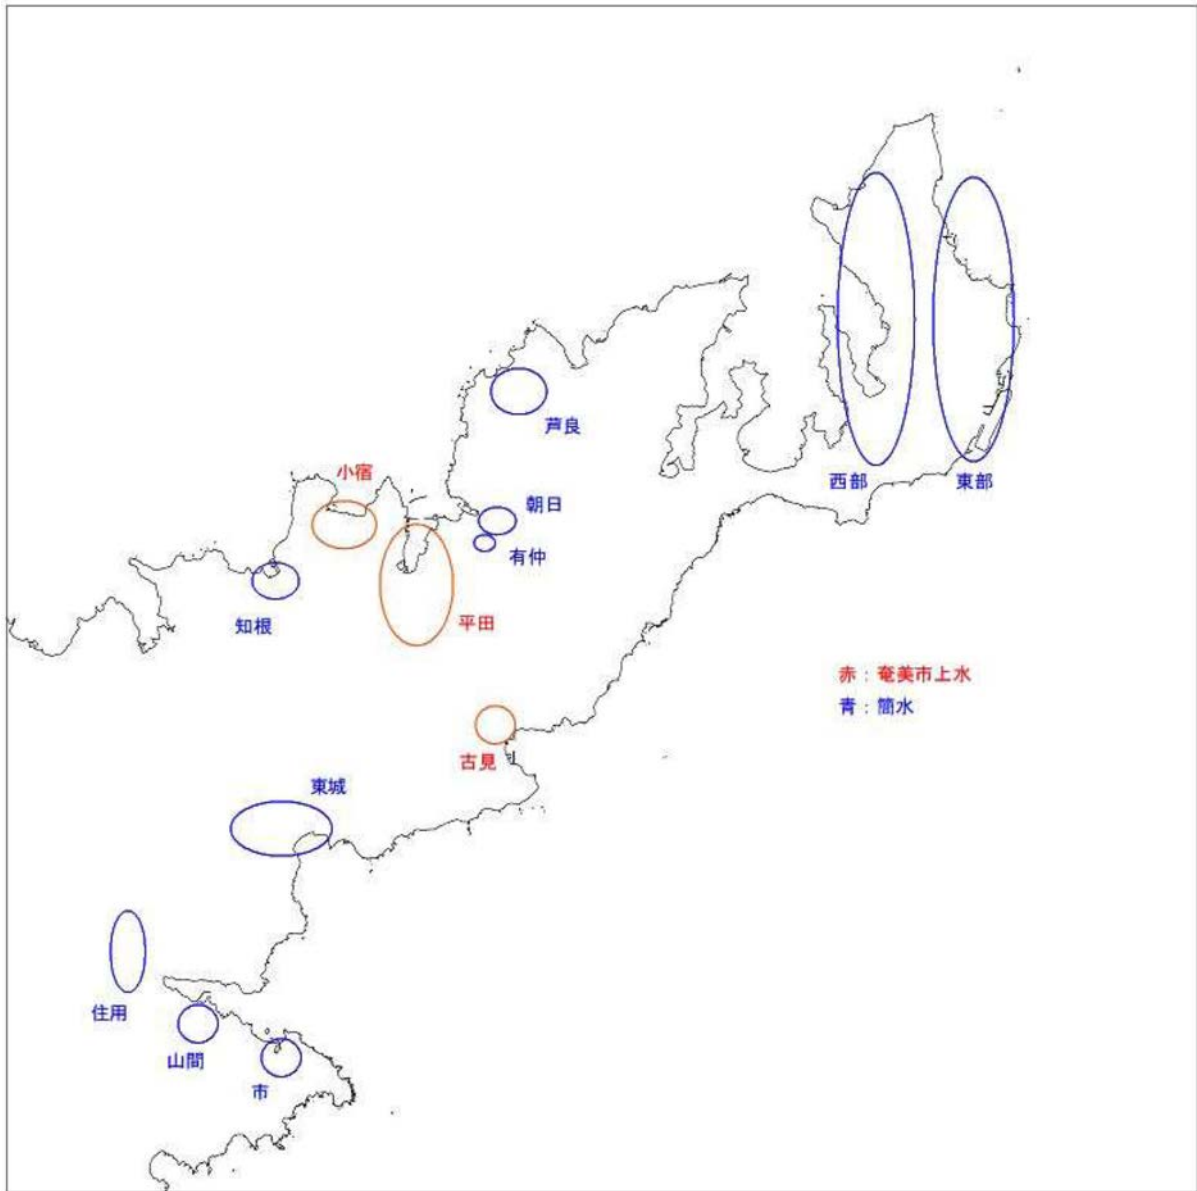 芦良
小宿
西部
東部
朝日
有仲
知根
平田
赤：奄美市上水
青：簡水
古見
東城
住用
山間
市